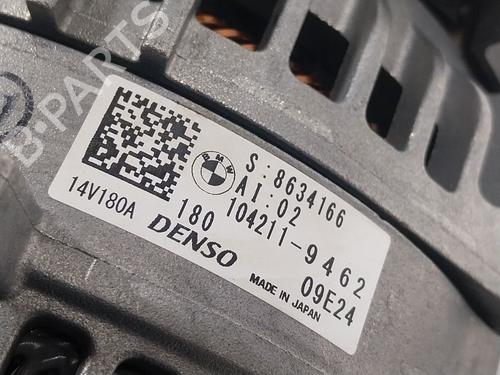 B-PARTS
BMW
S:8634166
AI:02
104211-9462
14V180A
180
09E24
DENSO
MADE IN JAPAN